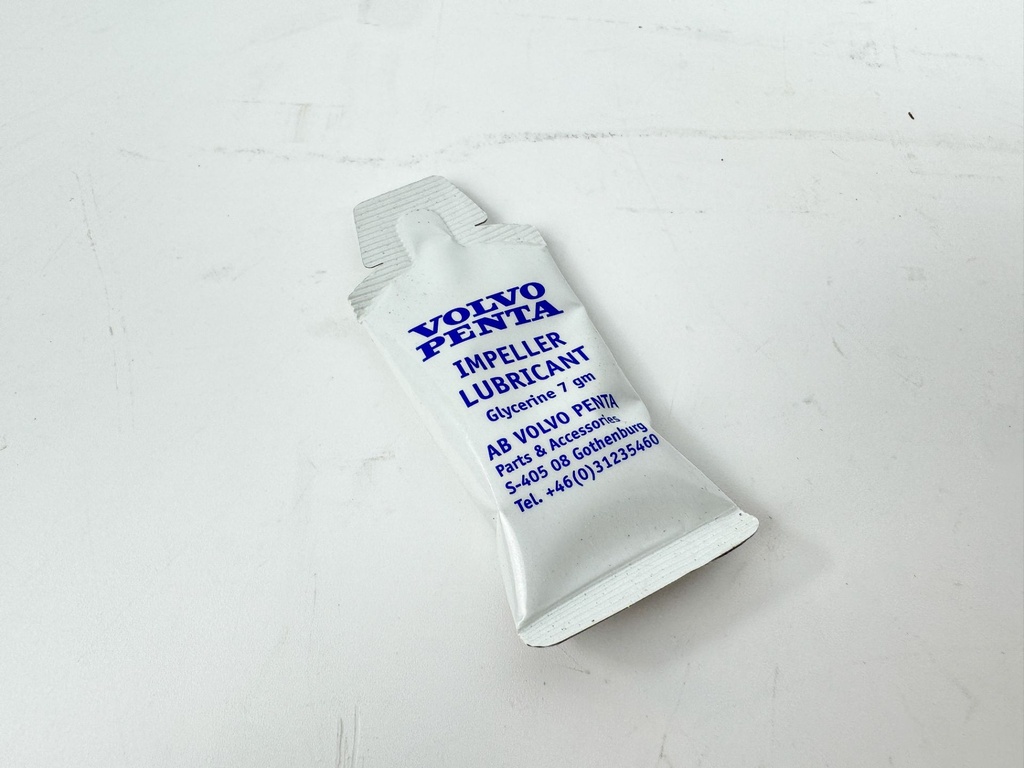 VOLVO
PENTA
IMPELLER
LUBRICANT
Glycerine 7 gm
AB VOLVO PENTA
Parts & Accessories
S-405 08 Gothenburg
Tel. +46(0)31235460